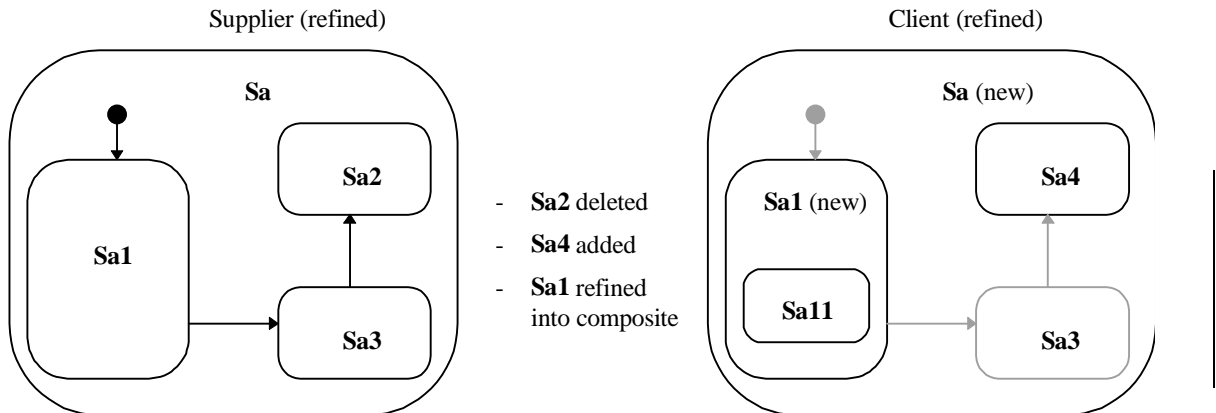 Supplier (refined)
Client (refined)
Sa
Sa (new)
Sa2
Sa4
- Sa2 deleted
Sa1 (new)
- Sa4 added
Sa1
- Sa1 refined
into composite
Sa11
Sa3
Sa3